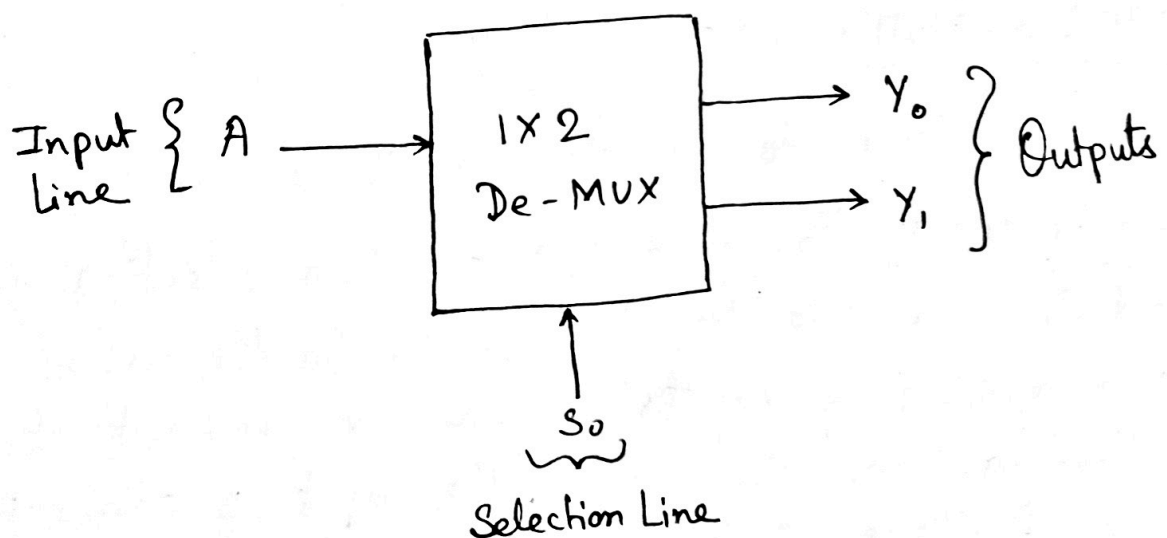 Input Line { A
1X2
De-MUX
Y₀
Y₁
} Outputs
S₀
Selection Line